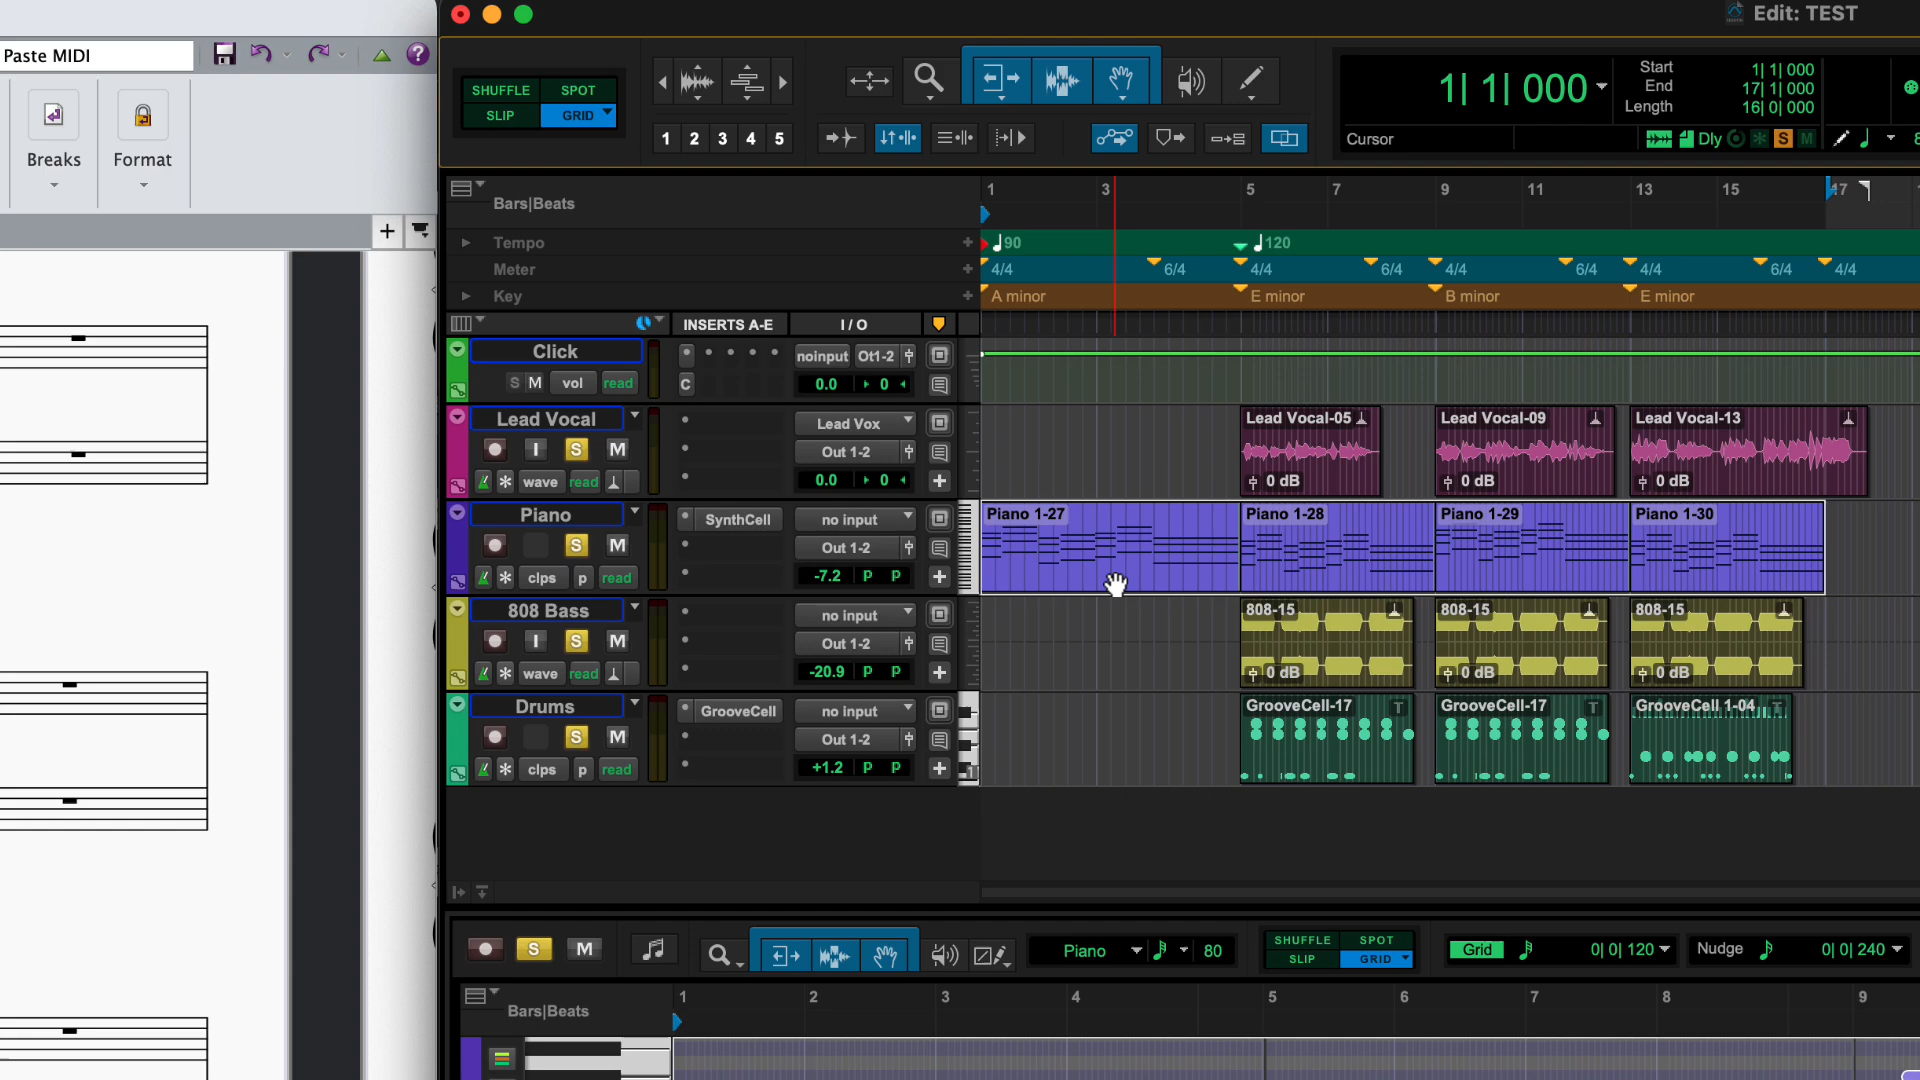 Edit: TEST
Paste MIDI
Breaks
Format
SHUFFLE SPOT
SLIP GRID
1 2 3 4 5
1| 1| 000
Start 1| 1| 000
End 17| 1| 000
Length 16| 0| 000
Cursor
Dly
S M
Bars|Beats
1 3 5 7 9 11 13 15 17
Tempo
90 120
Meter
4/4 6/4 4/4 6/4 4/4 6/4 4/4 6/4 4/4
Key
A minor E minor B minor E minor
INSERTS A-E I / O
Click
noinput Ot1-2
S M vol read
C
0.0 0
Lead Vocal
Lead Vox
I S M
Out 1-2
wave read
0.0 0
Lead Vocal-05 Lead Vocal-09 Lead Vocal-13
0 dB 0 dB 0 dB
Piano
SynthCell
no input
S M
Out 1-2
clps p read
-7.2 P P
Piano 1-27 Piano 1-28 Piano 1-29 Piano 1-30
808 Bass
no input
I S M
Out 1-2
wave read
-20.9 P P
808-15 808-15 808-15
0 dB 0 dB 0 dB
Drums
GrooveCell
no input
S M
Out 1-2
clps p read
+1.2 P P
GrooveCell-17 T GrooveCell-17 T GrooveCell 1-04 T
S M
Piano 80
SHUFFLE SPOT
SLIP GRID
Grid 0| 0| 120
Nudge 0| 0| 240
Bars|Beats
1 2 3 4 5 6 7 8 9